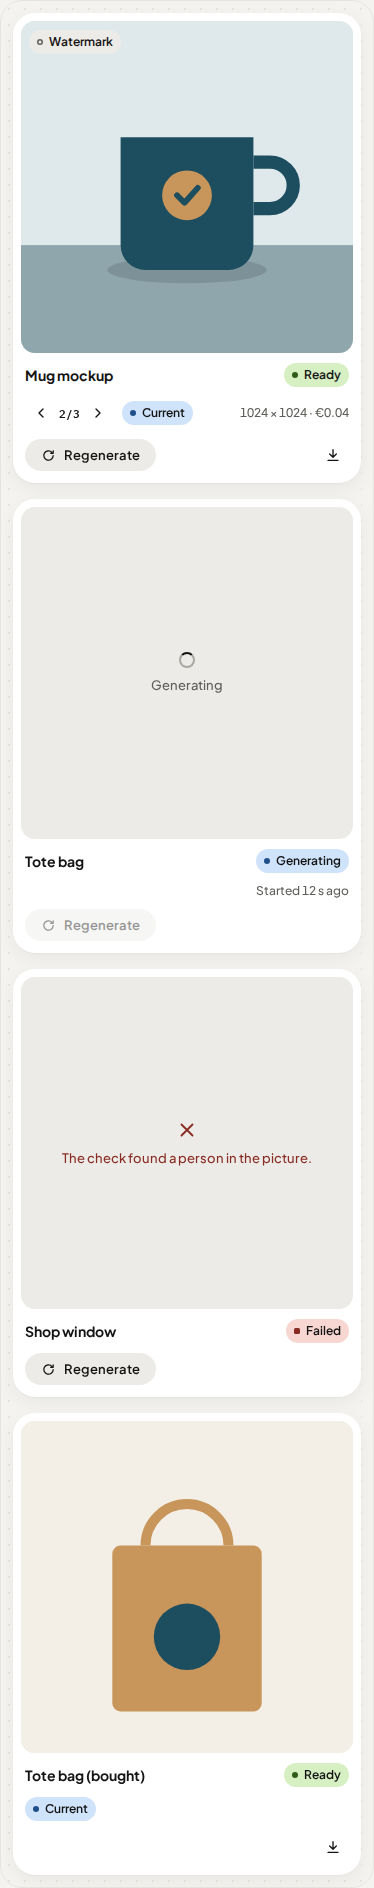 Watermark
Mug mockup
Ready
2/3
Current
1024 × 1024 · €0.04
Regenerate
Generating
Tote bag
Generating
Started 12 s ago
Regenerate
The check found a person in the picture.
Shop window
Failed
Regenerate
Tote bag (bought)
Ready
Current